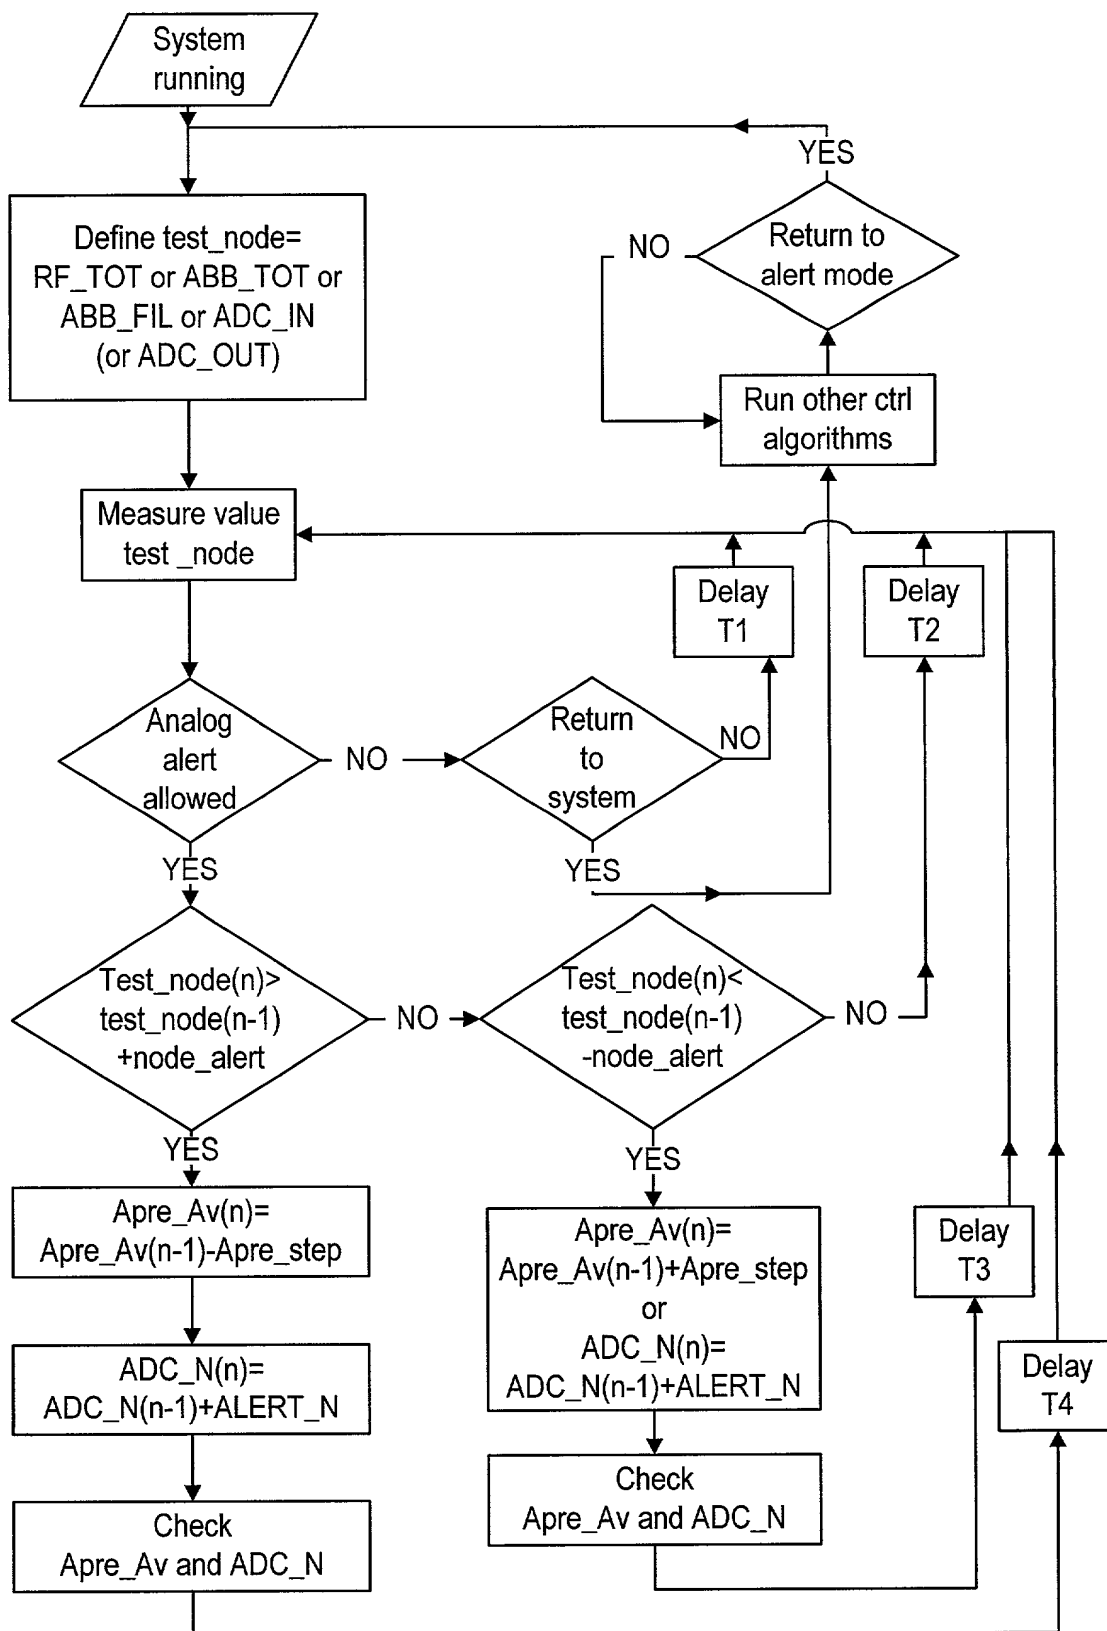 System
running
YES
Return to
alert mode
NO
Define test_node=
RF_TOT or ABB_TOT or
ABB_FIL or ADC_IN
(or ADC_OUT)
Run other ctrl
algorithms
Measure value
test _node
Delay
T1
Delay
T2
Analog
alert
allowed
NO
Return
to
system
NO
YES
YES
Test_node(n)>
test_node(n-1)
+node_alert
NO
Test_node(n)<
test_node(n-1)
-node_alert
NO
YES
YES
Apre_Av(n)=
Apre_Av(n-1)-Apre_step
Apre_Av(n)=
Apre_Av(n-1)+Apre_step
or
ADC_N(n)=
ADC_N(n-1)+ALERT_N
Delay
T3
ADC_N(n)=
ADC_N(n-1)+ALERT_N
Delay
T4
Check
Apre_Av and ADC_N
Check
Apre_Av and ADC_N